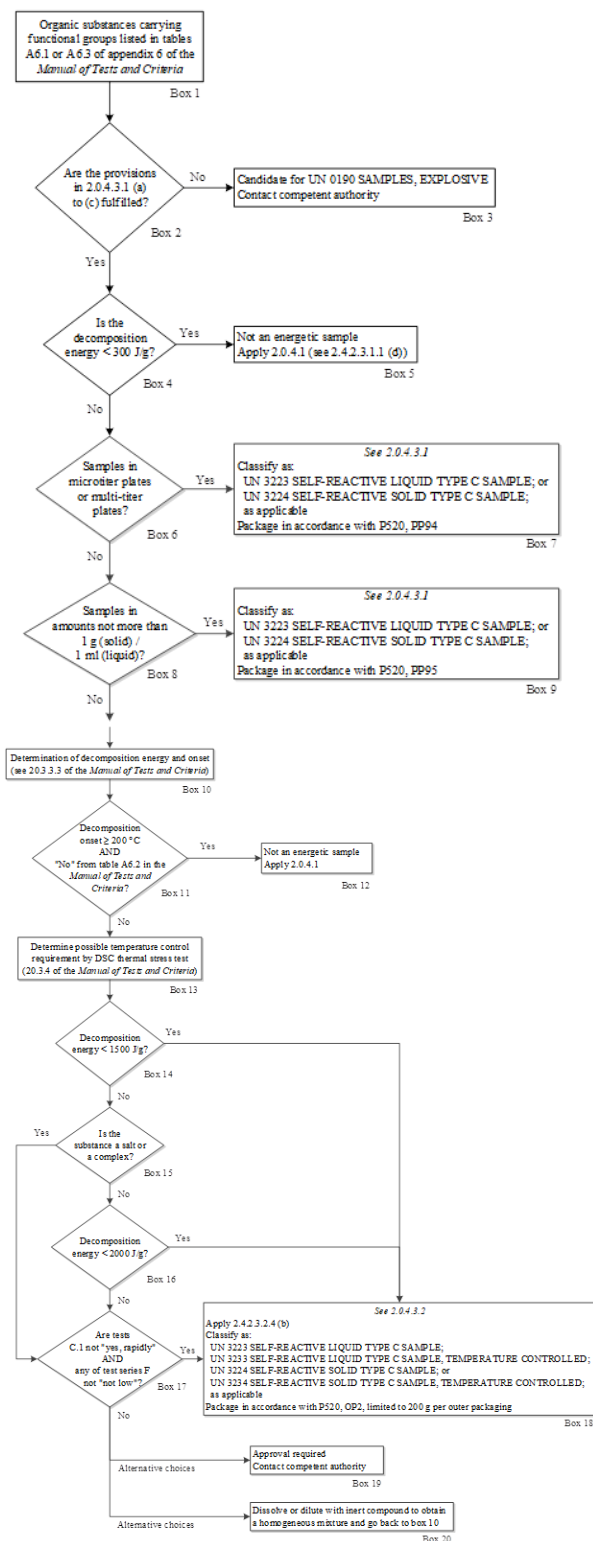 Organic substances carrying
functional groups listed in tables
A6.1 or A6.3 of appendix 6 of the
Manual of Tests and Criteria
Box 1
Are the provisions
in 2.0.4.3.1 (a)
to (c) fulfilled?
Box 2
No
Candidate for UN 0190 SAMPLES, EXPLOSIVE
Contact competent authority
Box 3
Yes
Is the
decomposition
energy < 300 J/g?
Box 4
Yes
Not an energetic sample
Apply 2.0.4.1 (see 2.4.2.3.1.1 (d))
Box 5
No
Samples in
microtiter plates
or multi-titer
plates?
Box 6
Yes
See 2.0.4.3.1
Classify as:
UN 3223 SELF-REACTIVE LIQUID TYPE C SAMPLE; or
UN 3224 SELF-REACTIVE SOLID TYPE C SAMPLE;
as applicable
Package in accordance with P520, PP94
Box 7
No
Samples in
amounts not more than
1 g (solid) /
1 ml (liquid)?
Box 8
Yes
See 2.0.4.3.1
Classify as:
UN 3223 SELF-REACTIVE LIQUID TYPE C SAMPLE; or
UN 3224 SELF-REACTIVE SOLID TYPE C SAMPLE;
as applicable
Package in accordance with P520, PP95
Box 9
No
Determination of decomposition energy and onset
(see 20.3.3.3 of the Manual of Tests and Criteria)
Box 10
Decomposition
onset ≥ 200 °C
AND
"No" from table A6.2 in the
Manual of Tests and
Criteria?
Box 11
Yes
Not an energetic sample
Apply 2.0.4.1
Box 12
No
Determine possible temperature control
requirement by DSC thermal stress test
(20.3.4 of the Manual of Tests and Criteria)
Box 13
Decomposition
energy < 1500 J/g?
Box 14
Yes
No
Is the
substance a salt or
a complex?
Box 15
Yes
No
Decomposition
energy < 2000 J/g?
Box 16
Yes
No
Are tests
C.1 not "yes, rapidly"
AND
any of test series F
not "not low"?
Box 17
Yes
See 2.0.4.3.2
Apply 2.4.2.3.2.4 (b)
Classify as:
UN 3223 SELF-REACTIVE LIQUID TYPE C SAMPLE;
UN 3233 SELF-REACTIVE LIQUID TYPE C SAMPLE, TEMPERATURE CONTROLLED;
UN 3224 SELF-REACTIVE SOLID TYPE C SAMPLE; or
UN 3234 SELF-REACTIVE SOLID TYPE C SAMPLE, TEMPERATURE CONTROLLED;
as applicable
Package in accordance with P520, OP2, limited to 200 g per outer packaging
Box 18
No
Alternative choices
Approval required
Contact competent authority
Box 19
Alternative choices
Dissolve or dilute with inert compound to obtain
a homogeneous mixture and go back to box 10
Box 20